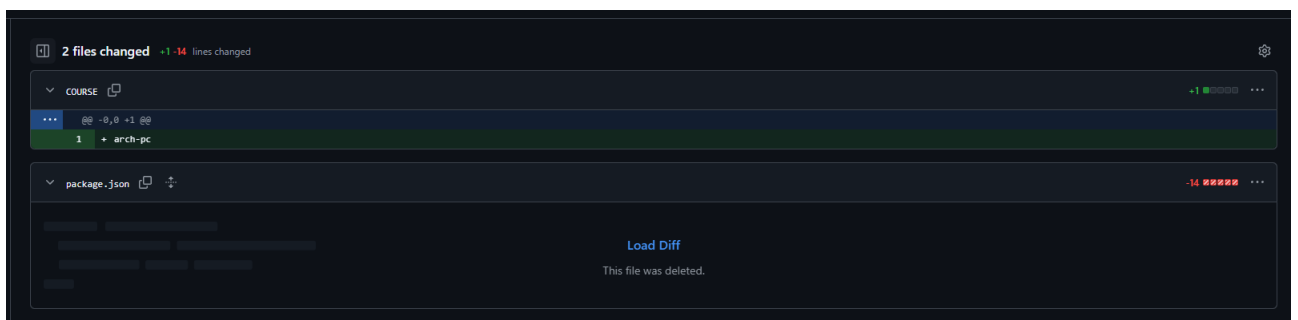 2 files changed +1 -14 lines changed
COURSE +1
@@ -0,0 +1 @@
1 + arch-pc
package.json -14
Load Diff
This file was deleted.